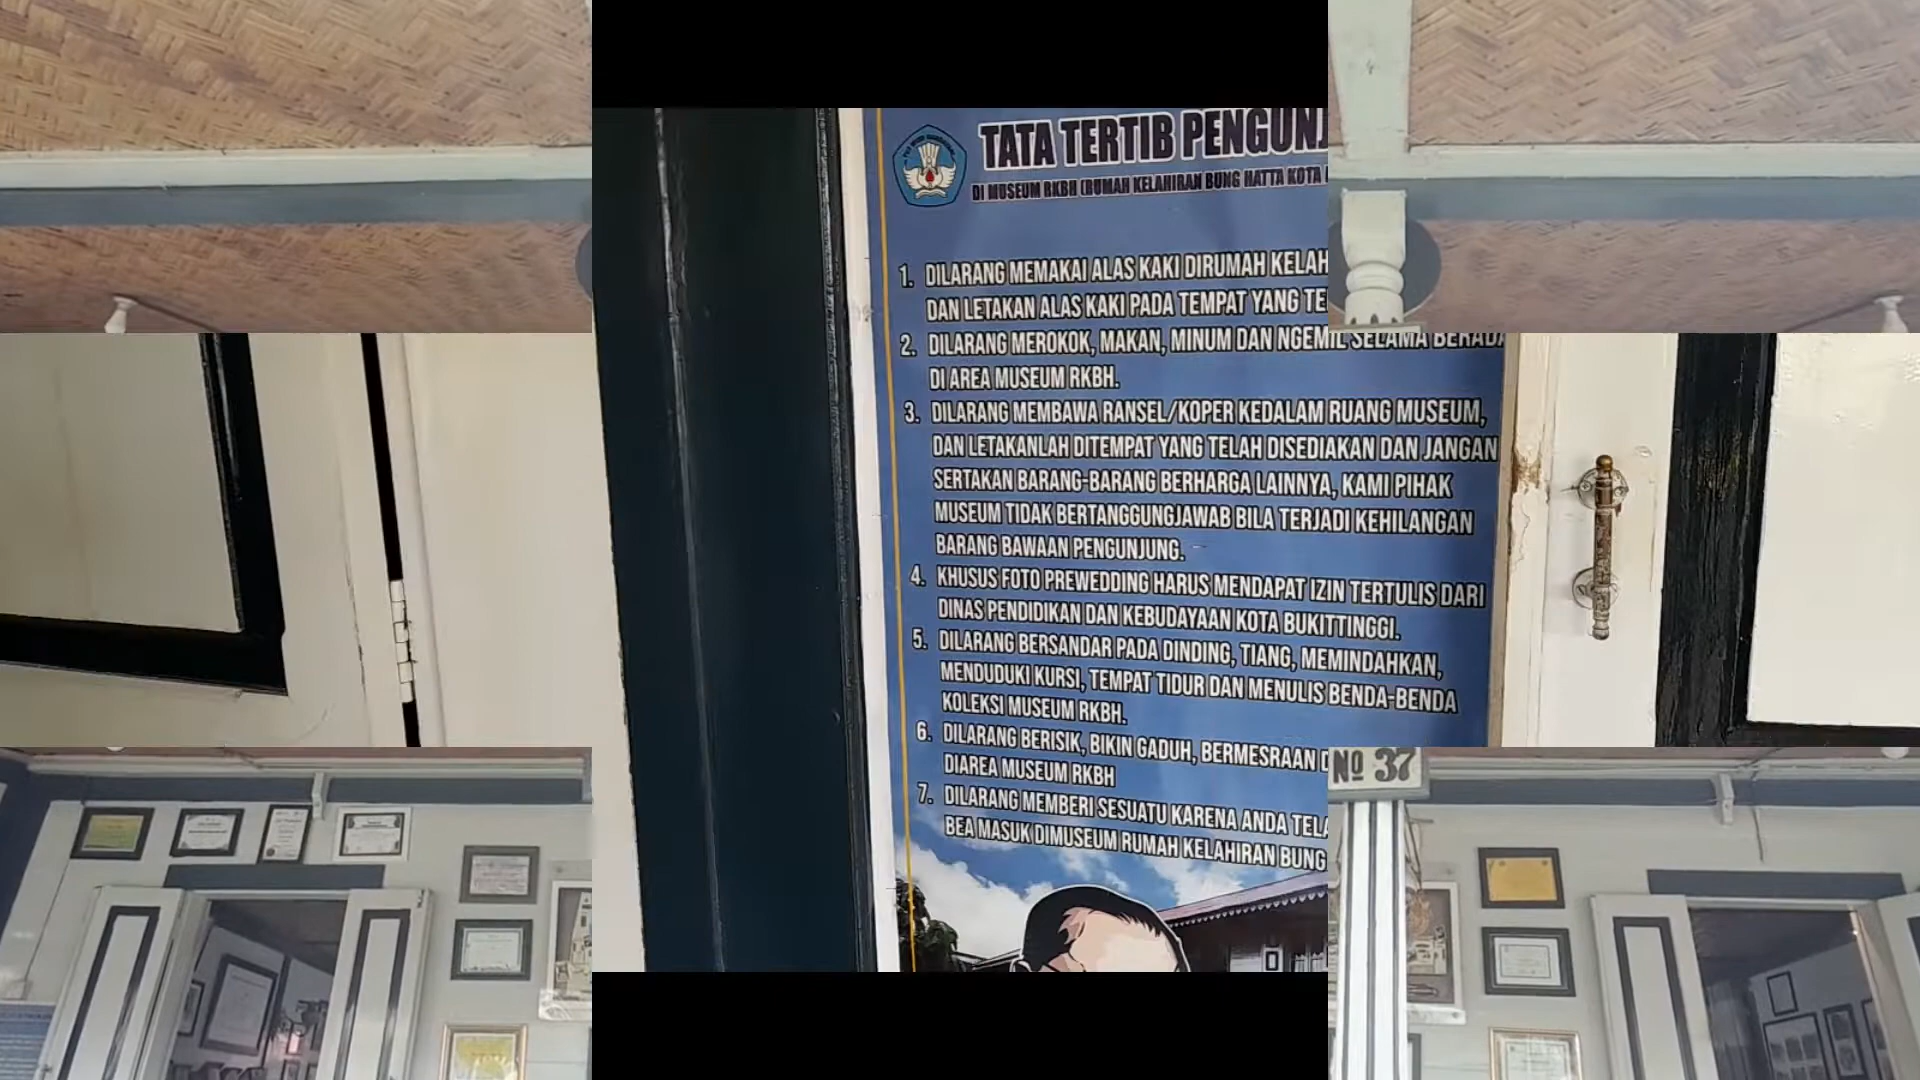 TATA TERTIB
DI MUSEUM RKBH (RUMAH KELAHIRAN BUNG HATTA KOTA
1. DILARANG MEMAKAI ALAS KAKI DIRUMAH
DAN LETAKAN ALAS KAKI PADA TEMPAT YANG
2. DILARANG MEROKOK, MAKAN, MINUM DAN NGEMIL SELAMA
DI AREA MUSEUM RKBH.
3. DILARANG MEMBAWA RANSEL/KOPER KEDALAM RUANG MUSEUM,
DAN LETAKANLAH DITEMPAT YANG TELAH DISEDIAKAN DAN JANGAN
SERTAKAN BARANG-BARANG BERHARGA LAINNYA, KAMI PIHAK
MUSEUM TIDAK BERTANGGUNGJAWAB BILA TERJADI KEHILANGAN
BARANG BAWAAN PENGUNJUNG.
4. KHUSUS FOTO PREWEDDING HARUS MENDAPAT IZIN TERTULIS DARI
DINAS PENDIDIKAN DAN KEBUDAYAAN KOTA BUKITTINGGI.
5. DILARANG BERSANDAR PADA DINDING, TIANG, MEMINDAHKAN,
MENDUDUKI KURSI, TEMPAT TIDUR DAN MENULIS BENDA-BENDA
KOLEKSI MUSEUM RKBH.
6. DILARANG BERISIK, BIKIN GADUH, BERMESRAAN
DIAREA MUSEUM RKBH
7. DILARANG MEMBERI SESUATU KARENA ANDA
BEA MASUK DIMUSEUM RUMAH KELAHIRAN BUNG
No 37